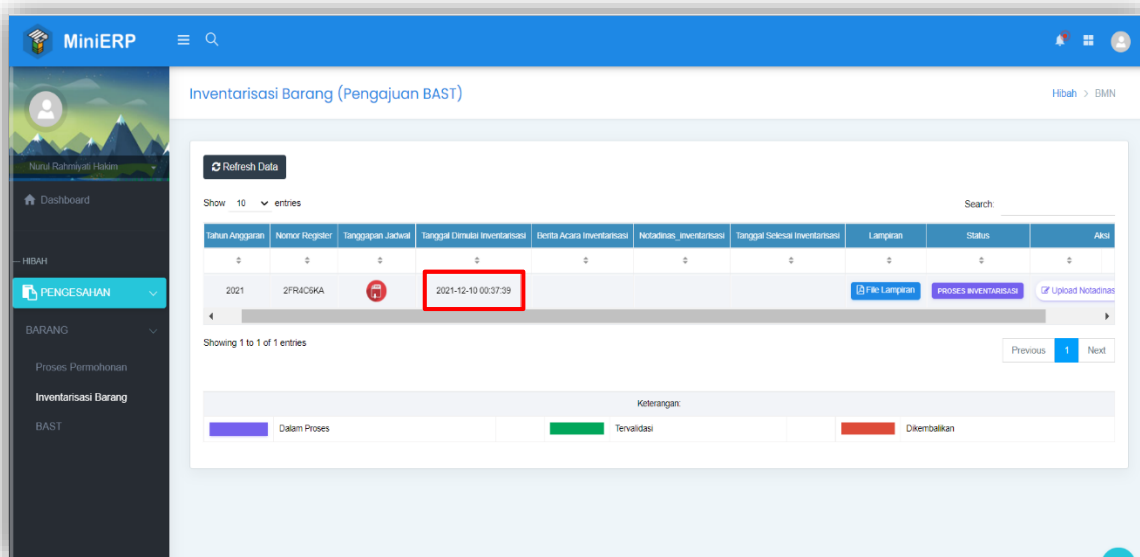 MiniERP
Inventarisasi Barang (Pengajuan BAST)
Hibah > BMN
Nurul Rahmiyati Hakim
Dashboard
HIBAH
PENGESAHAN
BARANG
Proses Permohonan
Inventarisasi Barang
BAST
Refresh Data
Show 10 entries
Search:
Tahun Anggaran Nomor Register Tanggapan Jadwal Tanggal Dimulai Inventarisasi Berita Acara Inventarisasi Notadinas_inventarisasi Tanggal Selesai Inventarisasi Lampiran Status Aksi
2021 2FR4C6KA 2021-12-10 00:37:39 File Lampiran PROSES INVENTARISASI Upload Notadinas
Showing 1 to 1 of 1 entries
Previous 1 Next
Keterangan:
Dalam Proses Tervalidasi Dikembalikan